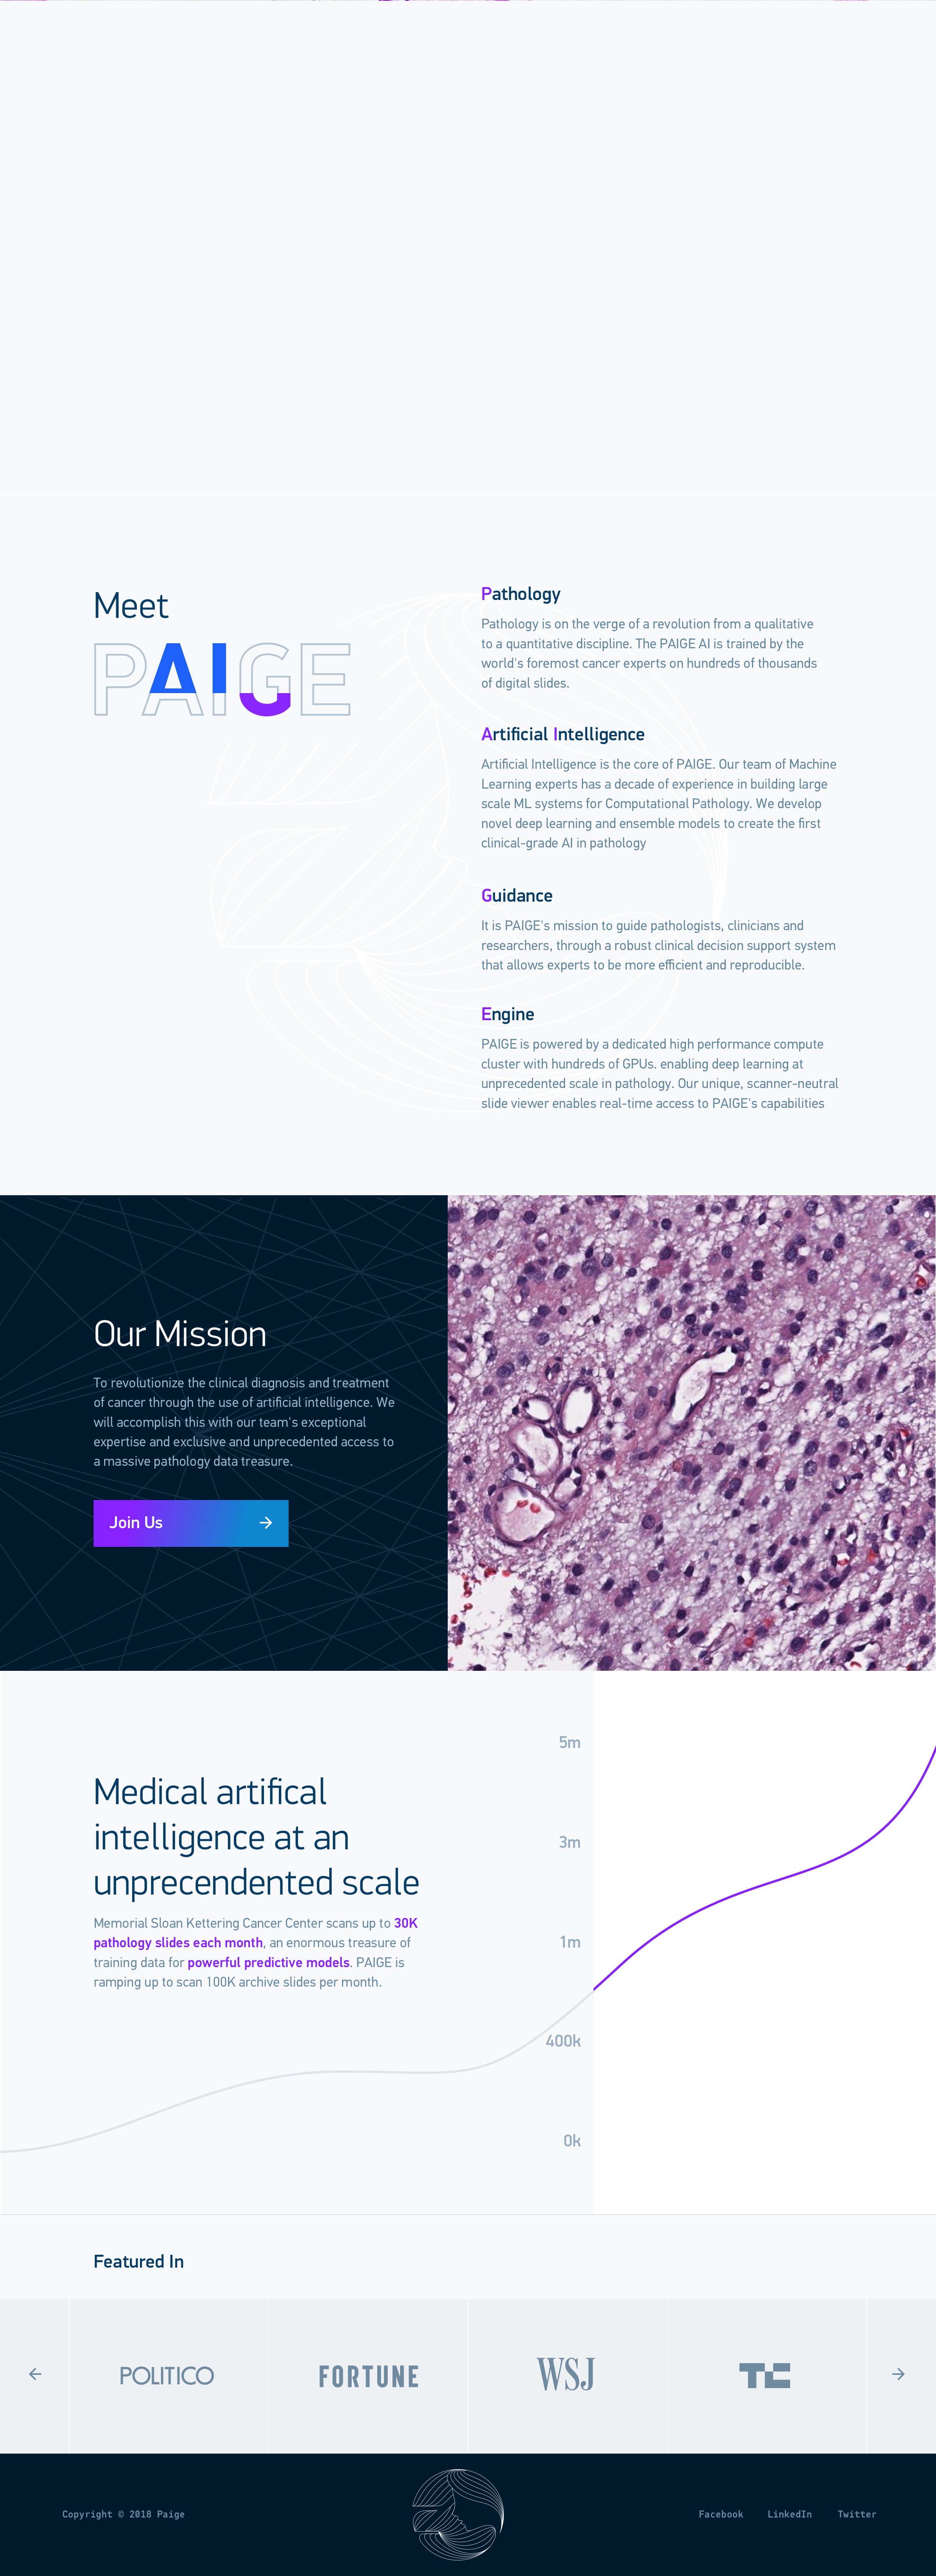 Meet
PAIGE
Pathology
Pathology is on the verge of a revolution from a qualitative
to a quantitative discipline. The PAIGE AI is trained by the
world's foremost cancer experts on hundreds of thousands
of digital slides.
Artificial Intelligence
Artificial Intelligence is the core of PAIGE. Our team of Machine
Learning experts has a decade of experience in building large
scale ML systems for Computational Pathology. We develop
novel deep learning and ensemble models to create the first
clinical-grade AI in pathology
Guidance
It is PAIGE's mission to guide pathologists, clinicians and
researchers, through a robust clinical decision support system
that allows experts to be more efficient and reproducible.
Engine
PAIGE is powered by a dedicated high performance compute
cluster with hundreds of GPUs. enabling deep learning at
unprecedented scale in pathology. Our unique, scanner-neutral
slide viewer enables real-time access to PAIGE's capabilities
Our Mission
To revolutionize the clinical diagnosis and treatment
of cancer through the use of artificial intelligence. We
will accomplish this with our team's exceptional
expertise and exclusive and unprecedented access to
a massive pathology data treasure.
Join Us
Medical artifical
intelligence at an
unprecendented scale
Memorial Sloan Kettering Cancer Center scans up to 30K
pathology slides each month, an enormous treasure of
training data for powerful predictive models. PAIGE is
ramping up to scan 100K archive slides per month.
5m
3m
1m
400k
0k
Featured In
POLITICO
FORTUNE
WSJ
TC
Copyright © 2018 Paige
Facebook
LinkedIn
Twitter